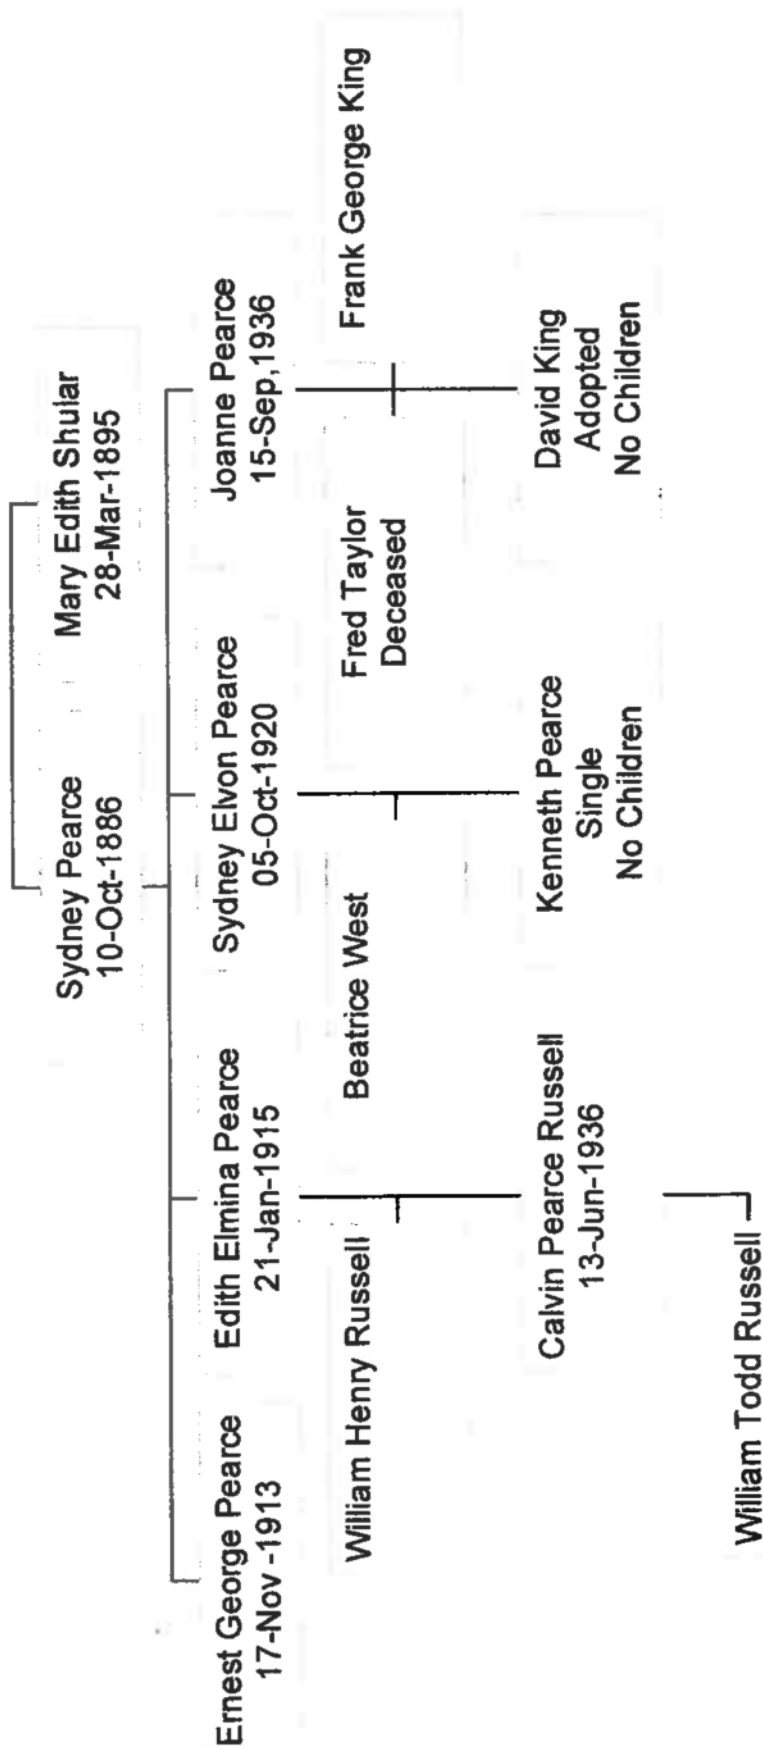 Sydney Pearce
10-Oct-1886
Mary Edith Shular
28-Mar-1895
Ernest George Pearce
17-Nov -1913
Edith Elmina Pearce
21-Jan-1915
Sydney Elvon Pearce
05-Oct-1920
Joanne Pearce
15-Sep,1936
William Henry Russell
Beatrice West
Fred Taylor
Deceased
Frank George King
Calvin Pearce Russell
13-Jun-1936
Kenneth Pearce
Single
No Children
David King
Adopted
No Children
William Todd Russell